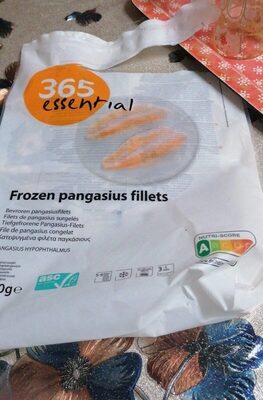 365
essential
Frozen pangasius fillets
Bevroren pangasiusfilets
Filets de pangasius surgelés
Tiefgefrorene Pangasius-Filets
File de pangasius congelat
Κατεψυγμένα φιλέτα παγκάσιους
PANGASIUS HYPOPHTHALMUS
NUTRI-SCORE
A
0g℮
asc